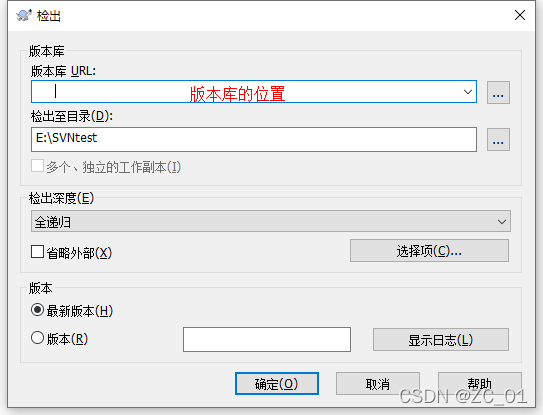 检出
版本库
版本库 URL:
版本库的位置
...
检出至目录(D):
E:\SVNtest
...
多个、独立的工作副本(I)
检出深度(E)
全递归
省略外部(X)
选择项(C)...
版本
最新版本(H)
版本(R)
显示日志(L)
确定(O) 取消 帮助
CSDN @ZC_01